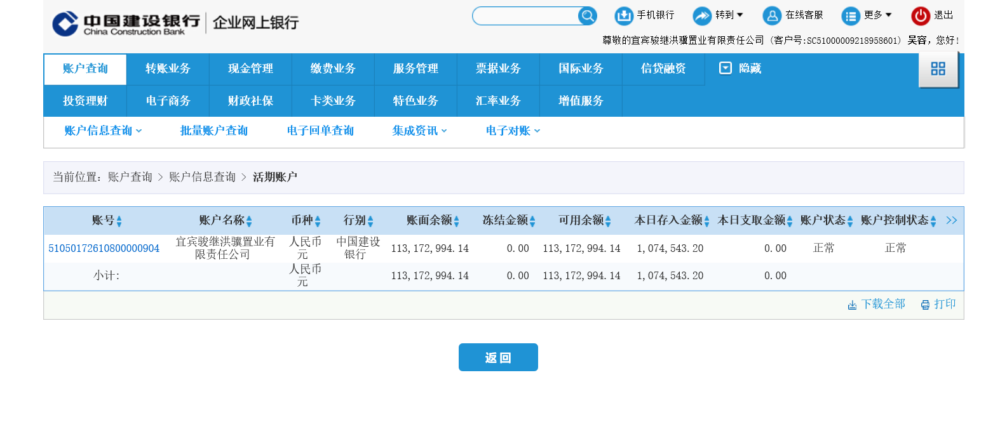 中国建设银行 企业网上银行
China Construction Bank
手机银行 转到 在线客服 更多 退出
尊敬的宜宾骏继洪骥置业有限责任公司（客户号:SC51000009218958601）吴容，您好!
账户查询 转账业务 现金管理 缴费业务 服务管理 票据业务 国际业务 信贷融资 隐藏
投资理财 电子商务 财政社保 卡类业务 特色业务 汇率业务 增值服务
账户信息查询 批量账户查询 电子回单查询 集成资讯 电子对账
当前位置：账户查询 > 账户信息查询 > 活期账户
账号 账户名称 币种 行别 账面余额 冻结金额 可用余额 本日存入金额 本日支取金额 账户状态 账户控制状态 >>
51050172610800000904 宜宾骏继洪骥置业有限责任公司 人民币元 中国建设银行 113,172,994.14 0.00 113,172,994.14 1,074,543.20 0.00 正常 正常
小计: 人民币元 113,172,994.14 0.00 113,172,994.14 1,074,543.20 0.00
下载全部 打印
返回